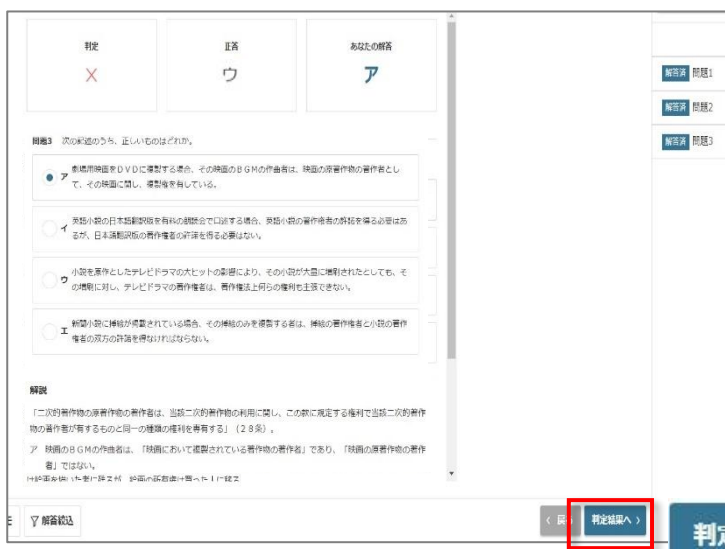 判定
正答
あなたの解答
×
ウ
ア
解答済 問題1
解答済 問題2
解答済 問題3
問題3 次の記述のうち、正しいものはどれか。
ア 劇場用映画をDVDに複製する場合、その映画のBGMの作曲者は、映画の原著作物の著作者とし
て、その映画に関し、複製権を有している。
イ 英語小説の日本語翻訳版を有料の朗読会で口述する場合、英語小説の著作権者の許諾を得る必要はあ
るが、日本語翻訳版の著作権者の許諾を得る必要はない。
ウ 小説を原作としたテレビドラマの大ヒットの影響により、その小説が大量に増刷されたとしても、そ
の増刷に対し、テレビドラマの著作権者は、著作権法上何らの権利も主張できない。
エ 新聞小説に挿絵が掲載されている場合、その挿絵のみを複製する者は、挿絵の著作権者と小説の著作
権者の双方の許諾を得なければならない。
解説
「二次的著作物の原著作物の著作者は、当該二次的著作物の利用に関し、この款に規定する権利で当該二次的著作
物の著作者が有するものと同一の種類の権利を専有する」（２８条）。
ア 映画のBGMの作曲者は、「映画において複製されている著作物の著作者」であり、「映画の原著作物の著作
者」ではない。
解答絞込
判定結果へ